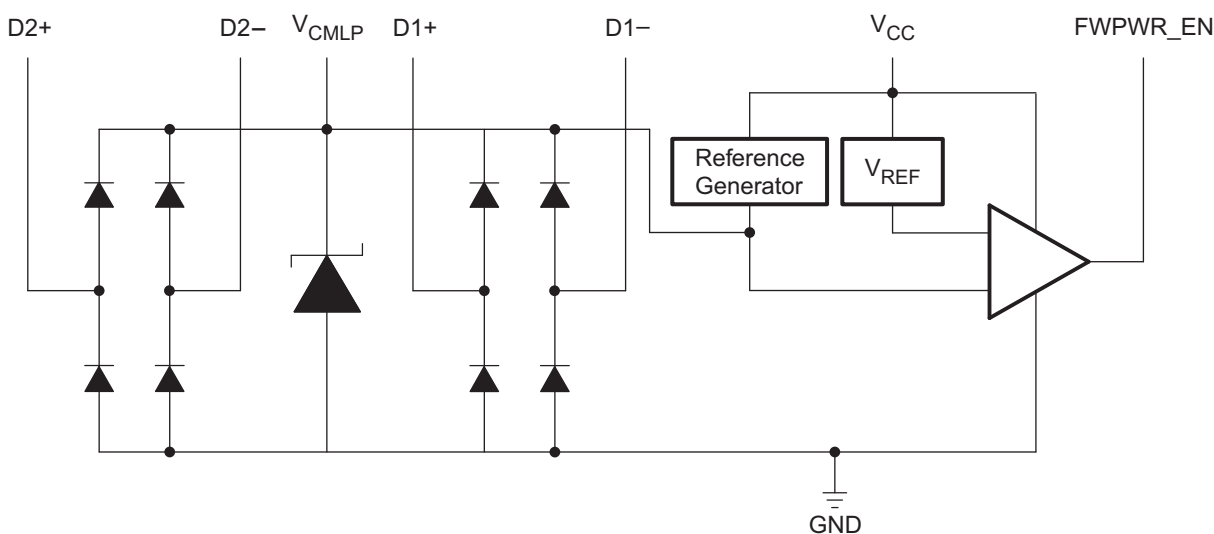 D2+ D2– V_CMLP D1+ D1– V_CC FWPWR_EN
Reference
Generator
V_REF
GND